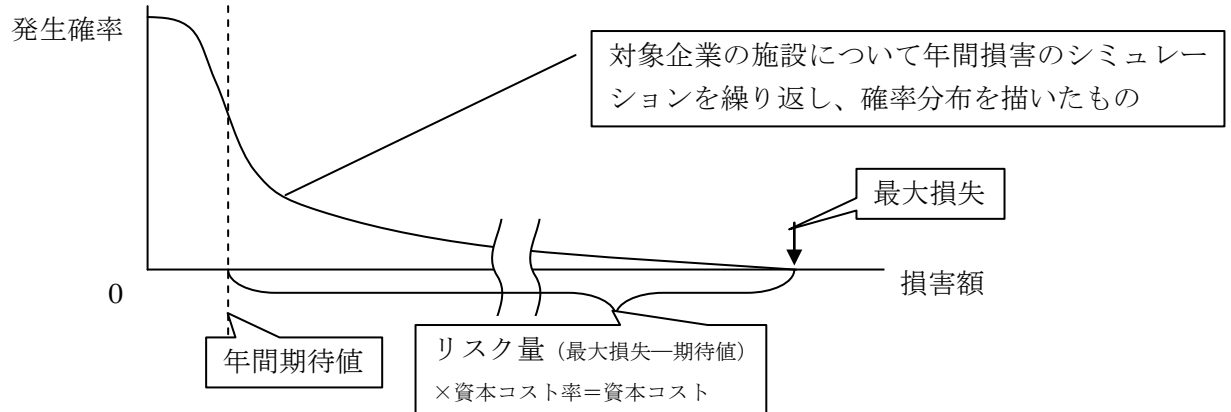 発生確率
対象企業の施設について年間損害のシミュレー
ションを繰り返し、確率分布を描いたもの
最大損失
0
損害額
年間期待値
リスク量（最大損失―期待値）
×資本コスト率＝資本コスト